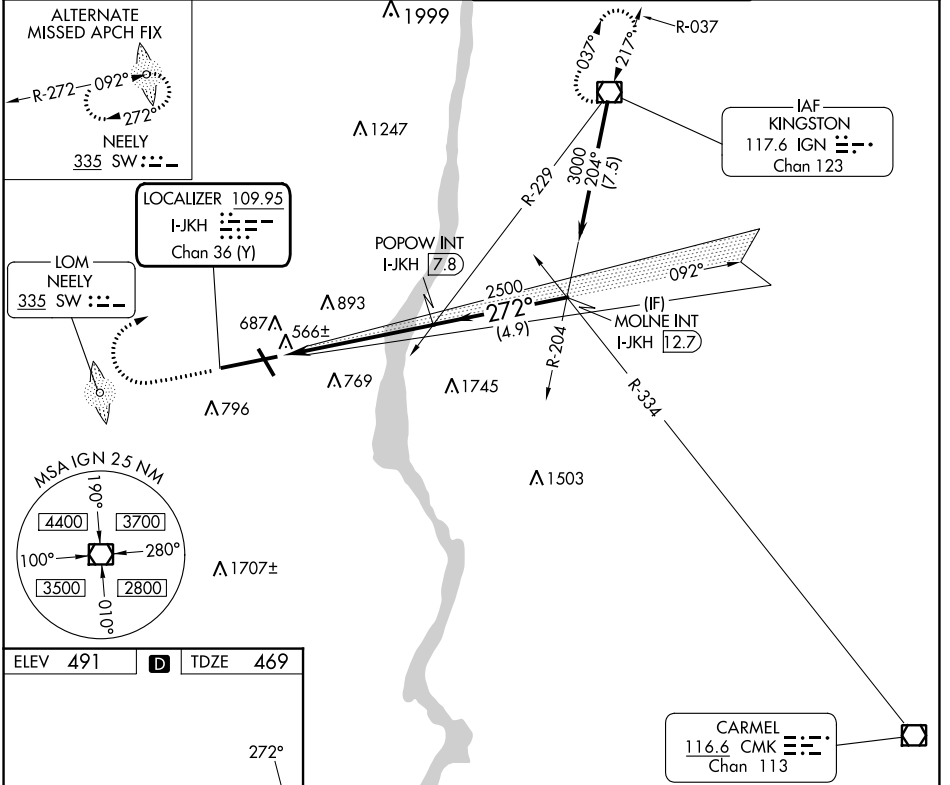 ALTERNATE
MISSED APCH FIX
R-272
092°
272°
NEELY
335 SW
1999
R-037
037°
217°
IAF
KINGSTON
117.6 IGN
Chan 123
1247
3000
204°
(7.5)
R-229
LOCALIZER 109.95
I-JKH
Chan 36 (Y)
POPOW INT
I-JKH 7.8
LOM
NEELY
335 SW
092°
2500
272°
(4.9)
(IF)
MOLNE INT
I-JKH 12.7
893
687
566±
769
1745
796
R-204
R-334
1503
MSA IGN 25 NM
190°
4400
3700
100°
280°
3500
2800
010°
1707±
ELEV 491
D
TDZE 469
272°
CARMEL
116.6 CMK
Chan 113